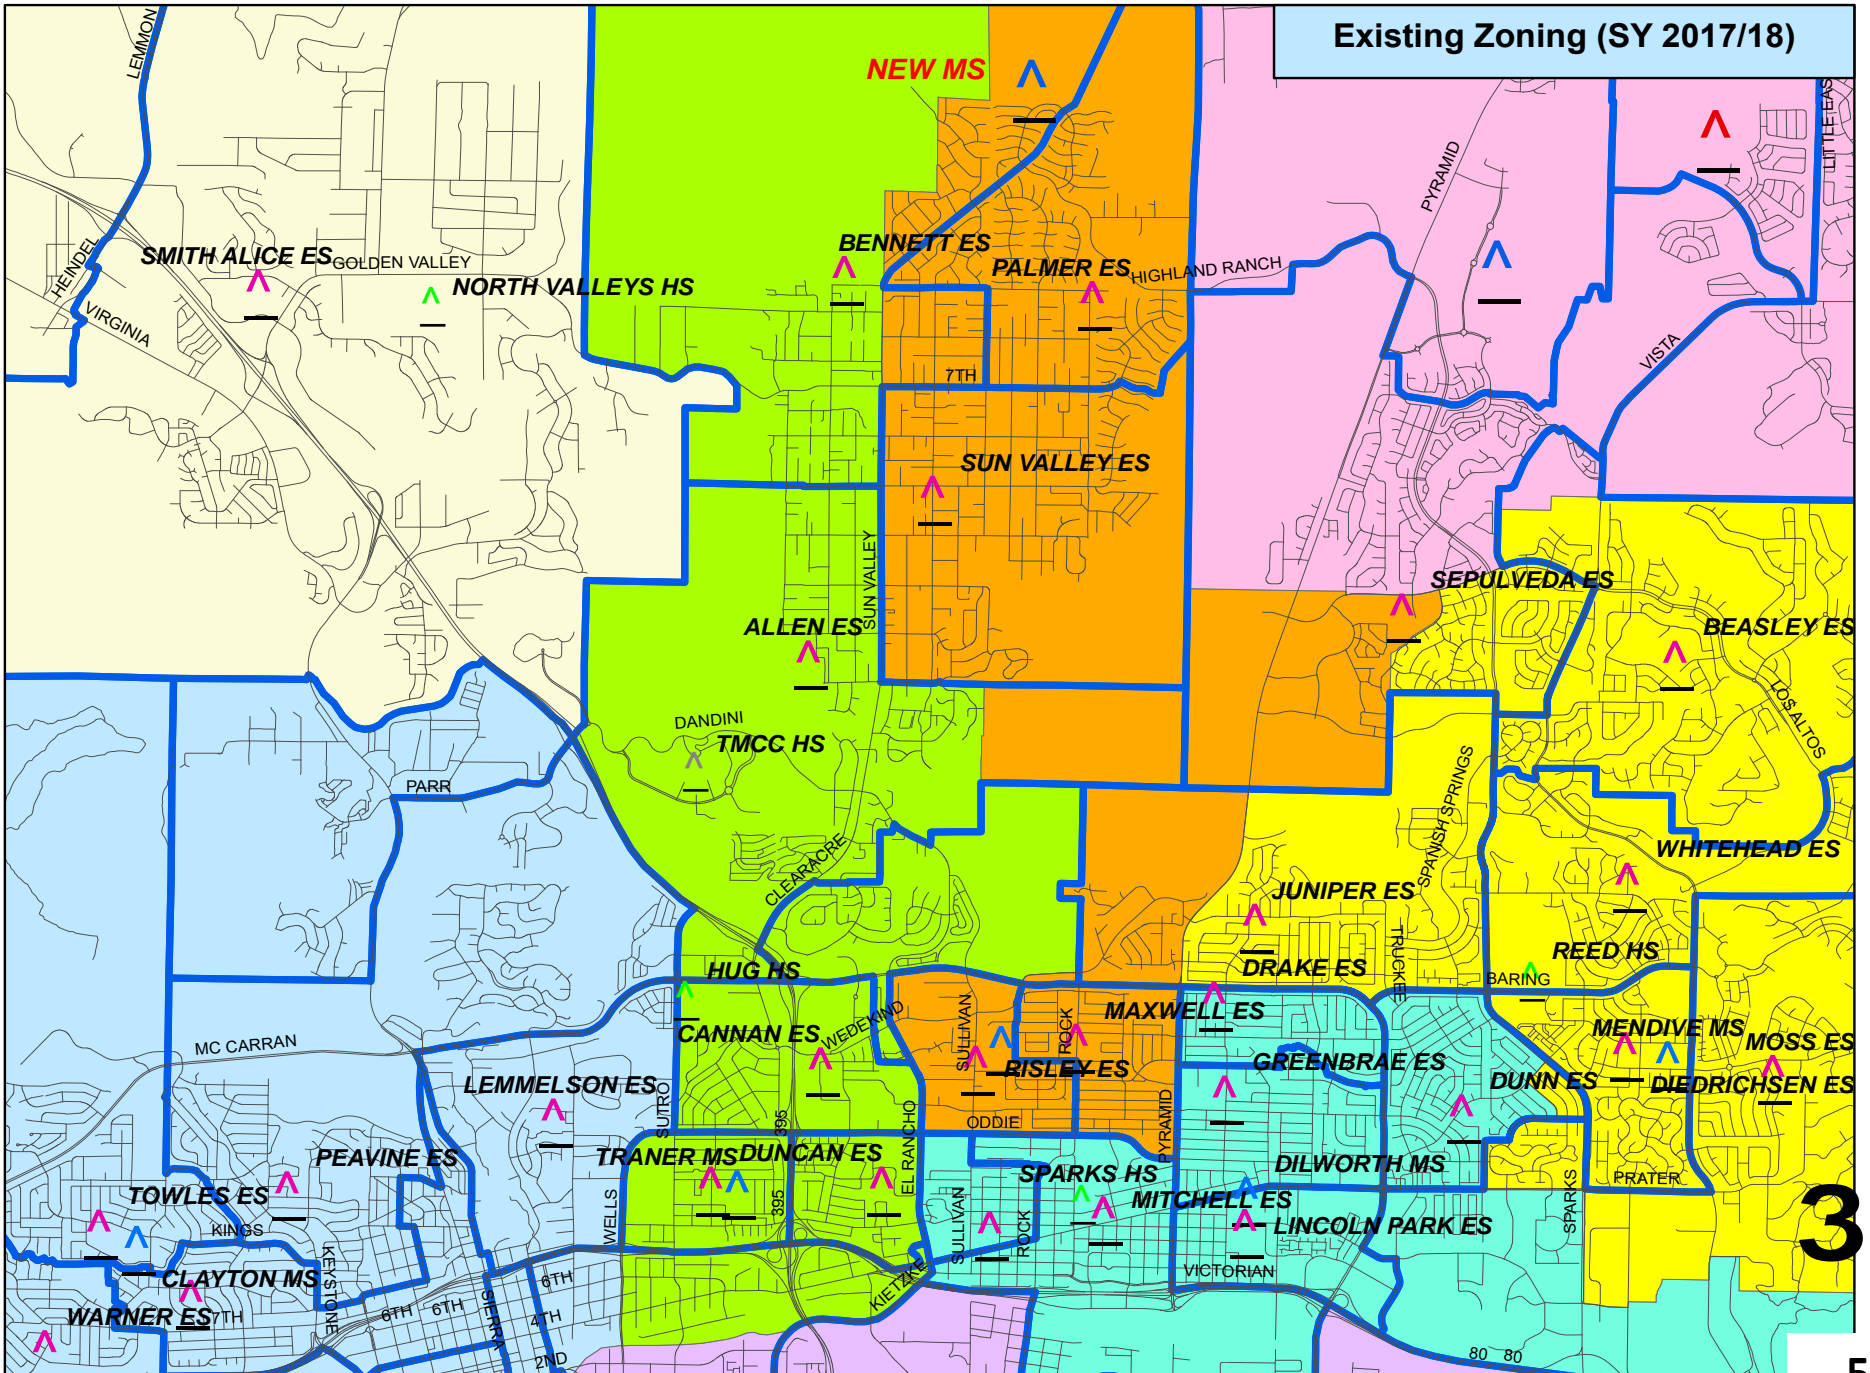 Existing Zoning (SY 2017/18)
LEMMON
NEW MS
LITTLE EAS
PYRAMID
HEINDEL
SMITH ALICE ES
GOLDEN VALLEY
BENNETT ES
PALMER ES
HIGHLAND RANCH
NORTH VALLEYS HS
VIRGINIA
VISTA
7TH
SUN VALLEY ES
SUN VALLEY
SEPULVEDA ES
ALLEN ES
BEASLEY ES
LOS ALTOS
DANDINI
TMCC HS
PARR
SPANISH SPRINGS
CLEARACRE
WHITEHEAD ES
JUNIPER ES
TRUCKEE
REED HS
HUG HS
DRAKE ES
BARING
SULLIVAN
ROCK
MAXWELL ES
CANNAN ES
WEDEKIND
MENDIVE MS
MOSS ES
MC CARRAN
RISLEY ES
GREENBRAE ES
LEMMELSON ES
DUNN ES
DIEDRICHSEN ES
SUTRO
395
ODDIE
EL RANCHO
PYRAMID
PEAVINE ES
TRANER MS
DUNCAN ES
SPARKS HS
DILWORTH MS
PRATER
SPARKS
TOWLES ES
MITCHELL ES
3
KINGS
WELLS
395
SULLIVAN
ROCK
LINCOLN PARK ES
KEYSTONE
CLAYTON MS
6TH
KIETZKE
VICTORIAN
WARNER ES
7TH
6TH
6TH
SIERRA
4TH
2ND
80
80
5